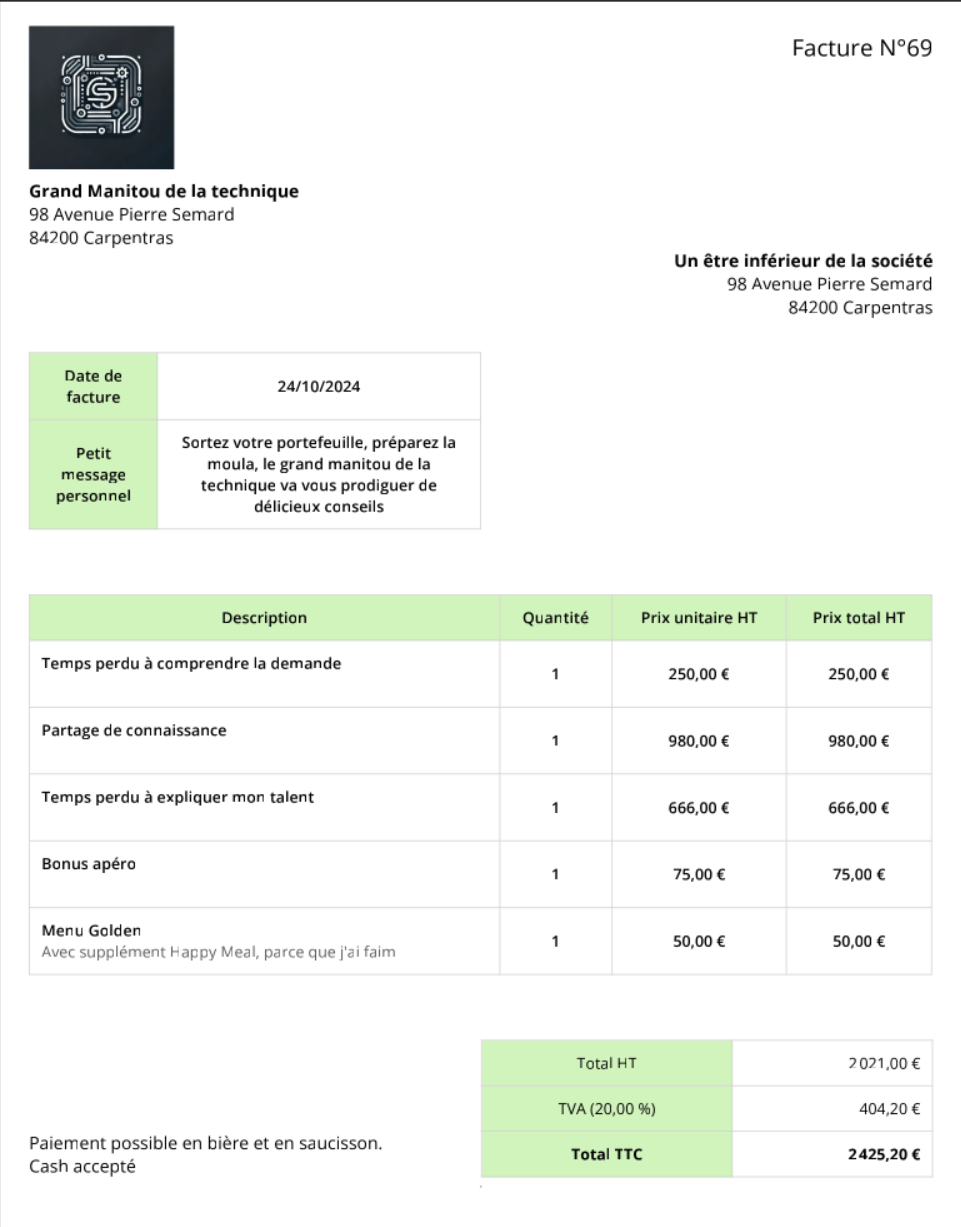 Facture N°69
Grand Manitou de la technique
98 Avenue Pierre Semard
84200 Carpentras
Un être inférieur de la société
98 Avenue Pierre Semard
84200 Carpentras
Date de
facture
24/10/2024
Petit
message
personnel
Sortez votre portefeuille, préparez la
moula, le grand manitou de la
technique va vous prodiguer de
délicieux conseils
Description Quantité Prix unitaire HT Prix total HT
Temps perdu à comprendre la demande 1 250,00 € 250,00 €
Partage de connaissance 1 980,00 € 980,00 €
Temps perdu à expliquer mon talent 1 666,00 € 666,00 €
Bonus apéro 1 75,00 € 75,00 €
Menu Golden 1 50,00 € 50,00 €
Avec supplément Happy Meal, parce que j'ai faim
Total HT 2 021,00 €
TVA (20,00 %) 404,20 €
Total TTC 2 425,20 €
Paiement possible en bière et en saucisson.
Cash accepté